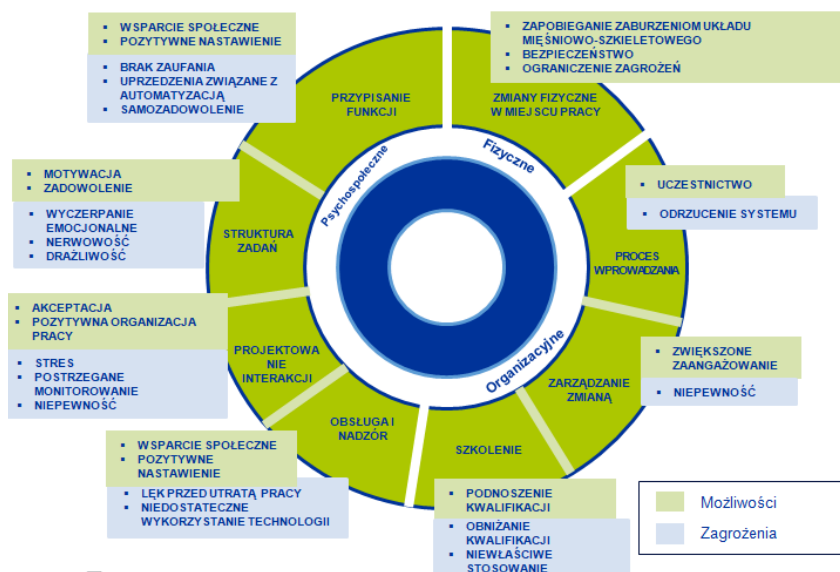 WSPARCIE SPOŁECZNE
POZYTYWNE NASTAWIENIE
BRAK ZAUFANIA
UPRZEDZENIA ZWIĄZANE Z
AUTOMATYZACJĄ
SAMOZADOWOLENIE
PRZYPISANIE
FUNKCJI
ZAPOBIEGANIE ZABURZENIOM UKŁADU
MIĘŚNIOWO-SZKIELETOWEGO
BEZPIECZEŃSTWO
OGRANICZENIE ZAGROŻEŃ
ZMIANY FIZYCZNE
W MIEJSCU PRACY
Psychospołeczne
Fizyczne
MOTYWACJA
ZADOWOLENIE
WYCZERPANIE
EMOCJONALNE
NERWOWOŚĆ
DRAŻLIWOŚĆ
STRUKTURA
ZADAŃ
UCZESTNICTWO
ODRZUCENIE SYSTEMU
PROCES
WPROWADZANIA
AKCEPTACJA
POZYTYWNA ORGANIZACJA
PRACY
STRES
POSTRZEGANE
MONITOROWANIE
NIEPEWNOŚĆ
PROJEKTOWA
NIE
INTERAKCJI
Organizacyjne
ZWIĘKSZONE
ZAANGAŻOWANIE
NIEPEWNOŚĆ
ZARZĄDZANIE
ZMIANĄ
OBSŁUGA I
NADZÓR
SZKOLENIE
WSPARCIE SPOŁECZNE
POZYTYWNE
NASTAWIENIE
LĘK PRZED UTRATĄ PRACY
NIEDOSTATECZNE
WYKORZYSTANIE TECHNOLOGII
PODNOSZENIE
KWALIFIKACJI
OBNIŻANIE
KWALIFIKACJI
NIEWŁAŚCIWE
STOSOWANIE
Możliwości
Zagrożenia